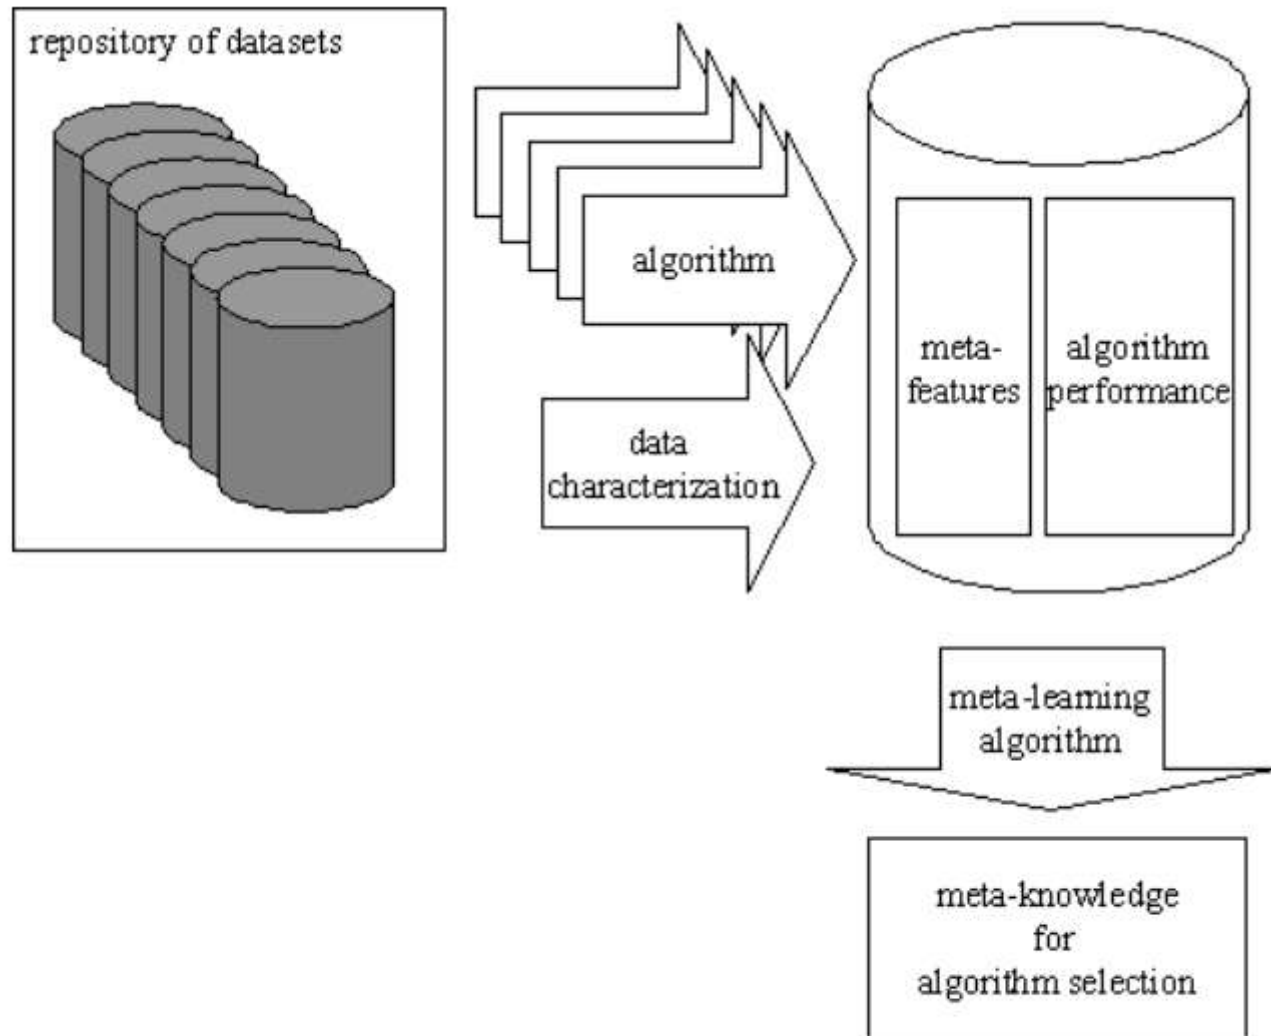 repository of datasets
algorithm
data
characterization
meta-
features
algorithm
performance
meta-learning
algorithm
meta-knowledge
for
algorithm selection